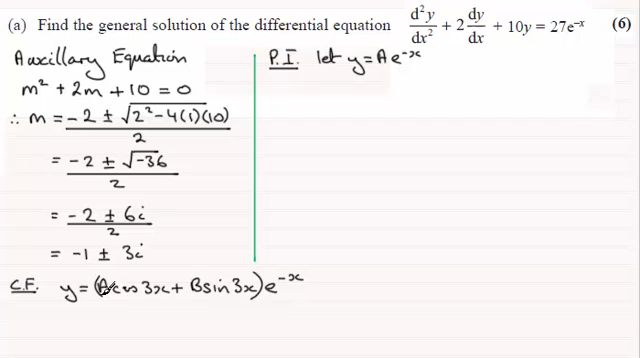 (a) Find the general solution of the differential equation d²y/dx² + 2 dy/dx + 10y = 27e⁻ˣ (6)
Auxillary Equation
m² + 2m + 10 = 0
∴ m = -2 ± √(2² - 4(1)(10)) / 2
= -2 ± √-36 / 2
= -2 ± 6i / 2
= -1 ± 3i
C.F. y = (Acos 3x + Bsin 3x)e⁻ˣ
P.I. let y = Ae⁻ˣ